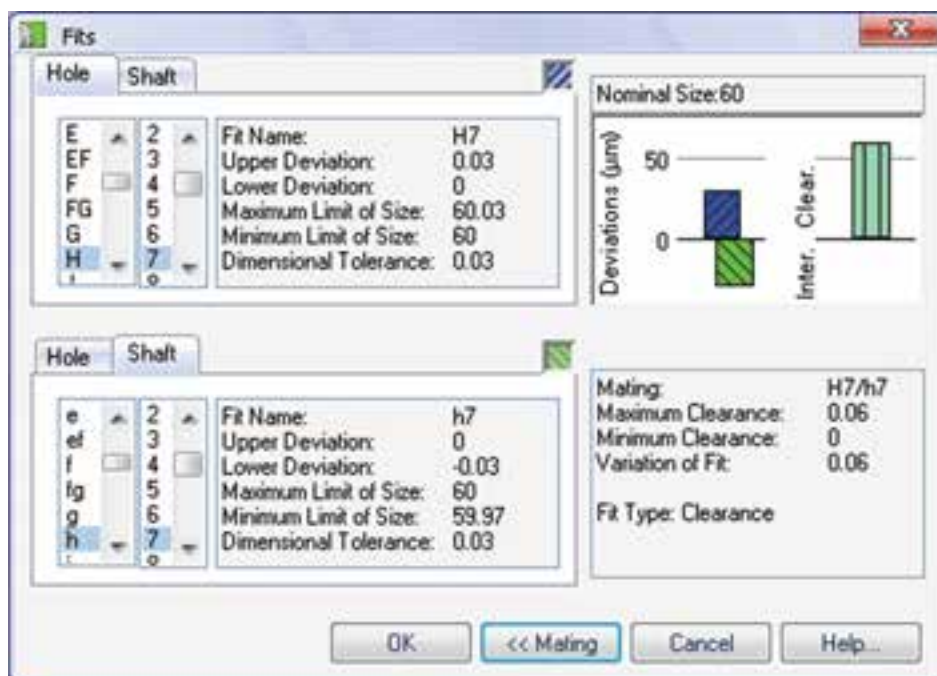 Fits
Hole Shaft
E
EF
F
FG
G
H
2
3
4
5
6
7
Fit Name: H7
Upper Deviation: 0.03
Lower Deviation: 0
Maximum Limit of Size: 60.03
Minimum Limit of Size: 60
Dimensional Tolerance: 0.03
Nominal Size:60
Deviations (µm)
50
0
Inter. Clear.
Hole Shaft
e
ef
f
fg
g
h
2
3
4
5
6
7
Fit Name: h7
Upper Deviation: 0
Lower Deviation: -0.03
Maximum Limit of Size: 60
Minimum Limit of Size: 59.97
Dimensional Tolerance: 0.03
Mating: H7/h7
Maximum Clearance: 0.06
Minimum Clearance: 0
Variation of Fit: 0.06
Fit Type: Clearance
OK << Mating Cancel Help...